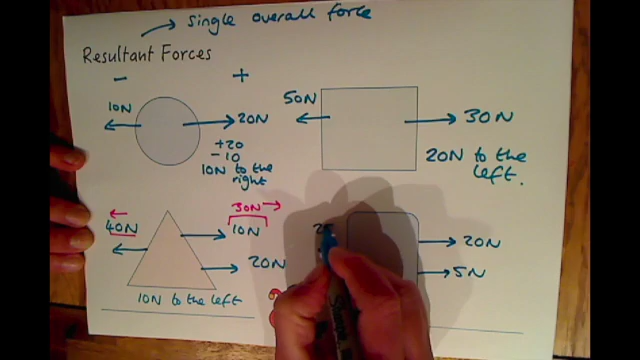 single overall force
Resultant Forces
- +
10N 20N
+20
-10
10N to the
right
50N 30N
20N to the
left.
30N
40N 10N
20N
10N to the left
20N
5N